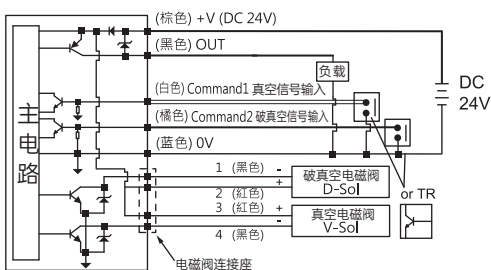 (棕色) +V (DC 24V)
(黑色) OUT
负载
(白色) Command1 真空信号输入
(橘色) Command2 破真空信号输入
(蓝色) 0V
DC
24V
主电路
1 (黑色) -
+
2 (紅色)
破真空电磁阀
D-Sol
3 (紅色) +
-
4 (黑色)
真空电磁阀
V-Sol
or TR
电磁阀连接座